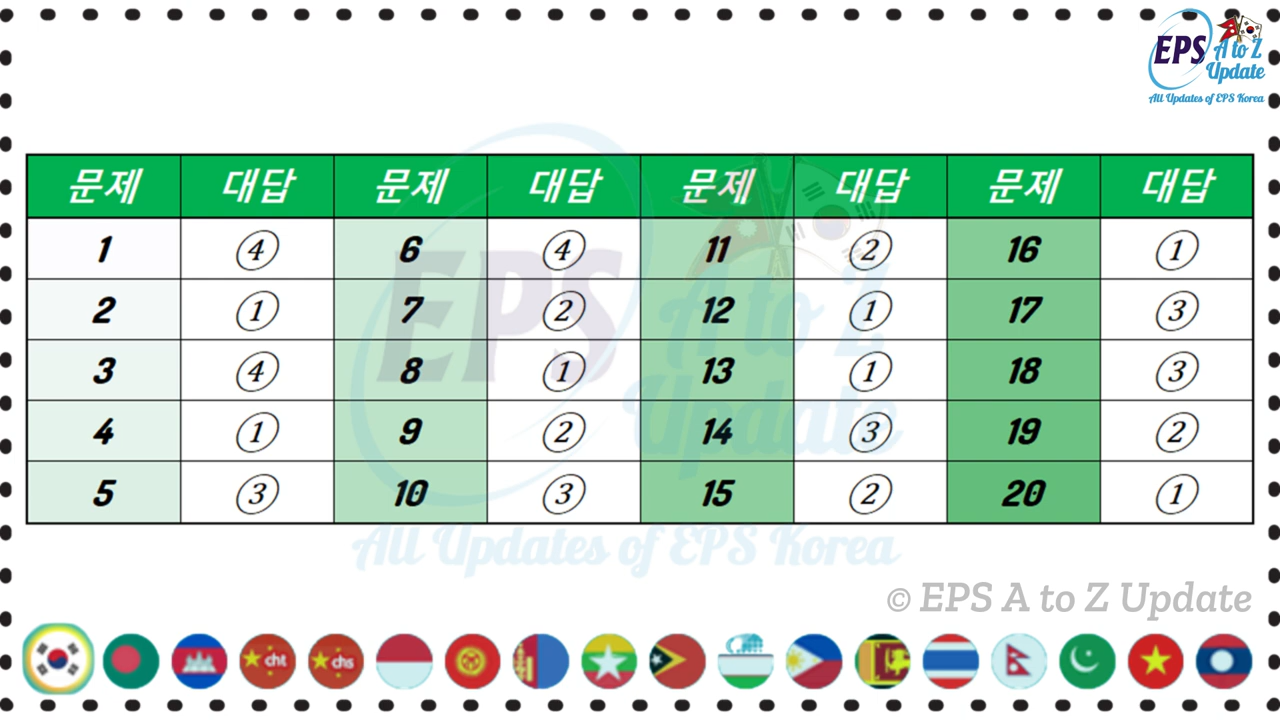 EPS A to Z
Update
All Updates of EPS Korea
문제 대답 문제 대답 문제 대답 문제 대답
1 ④ 6 ④ 11 ② 16 ①
2 ① 7 ② 12 ① 17 ③
3 ④ 8 ① 13 ① 18 ③
4 ① 9 ② 14 ③ 19 ②
5 ③ 10 ③ 15 ② 20 ①
EPS A to Z
Update
All Updates of EPS Korea
© EPS A to Z Update
cht chs